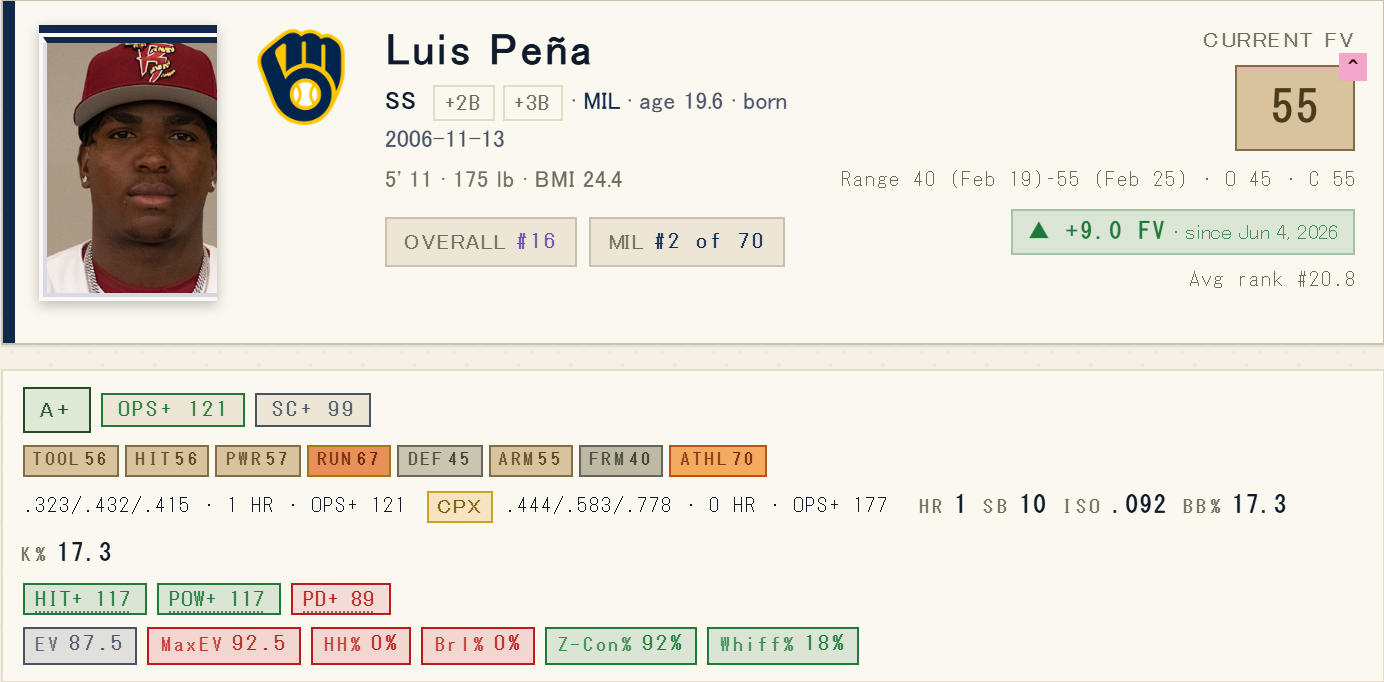 Luis Peña
SS +2B +3B · MIL · age 19.6 · born
2006-11-13
5' 11 · 175 lb · BMI 24.4
OVERALL #16 MIL #2 of 70
CURRENT FV
^
55
Range 40 (Feb 19)-55 (Feb 25) · O 45 · C 55
▲ +9.0 FV · since Jun 4, 2026
Avg rank #20.8
A+ OPS+ 121 SC+ 99
TOOL 56 HIT 56 PWR 57 RUN 67 DEF 45 ARM 55 FRM 40 ATHL 70
.323/.432/.415 · 1 HR · OPS+ 121 CPX .444/.583/.778 · 0 HR · OPS+ 177 HR 1 SB 10 ISO .092 BB% 17.3
K% 17.3
HIT+ 117 POW+ 117 PD+ 89
EV 87.5 MaxEV 92.5 HH% 0% Brl% 0% Z-Con% 92% Whiff% 18%